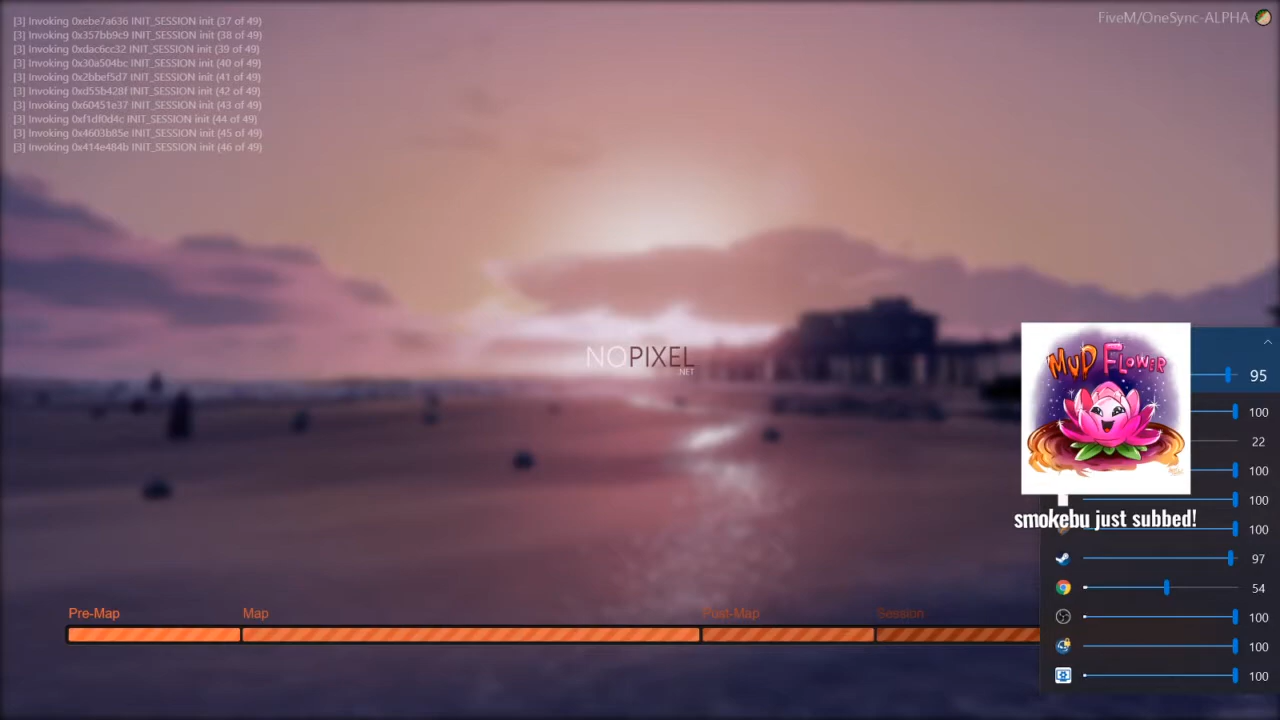 [3] Invoking 0xebe7a636 INIT_SESSION init (37 of 49)
[3] Invoking 0x357bb9c9 INIT_SESSION init (38 of 49)
[3] Invoking 0xdac6cc32 INIT_SESSION init (39 of 49)
[3] Invoking 0x30a504bc INIT_SESSION init (40 of 49)
[3] Invoking 0x2bbef5d7 INIT_SESSION init (41 of 49)
[3] Invoking 0xd55b428f INIT_SESSION init (42 of 49)
[3] Invoking 0x60451e37 INIT_SESSION init (43 of 49)
[3] Invoking 0xf1df0d4c INIT_SESSION init (44 of 49)
[3] Invoking 0x4603b85e INIT_SESSION init (45 of 49)
[3] Invoking 0x414e484b INIT_SESSION init (46 of 49)
FiveM/OneSync-ALPHA
NOPIXEL
.NET
MUD FLOWER
95
100
22
100
100
smokebu just subbed!
100
97
54
100
100
100
Pre-Map
Map
Post-Map
Session